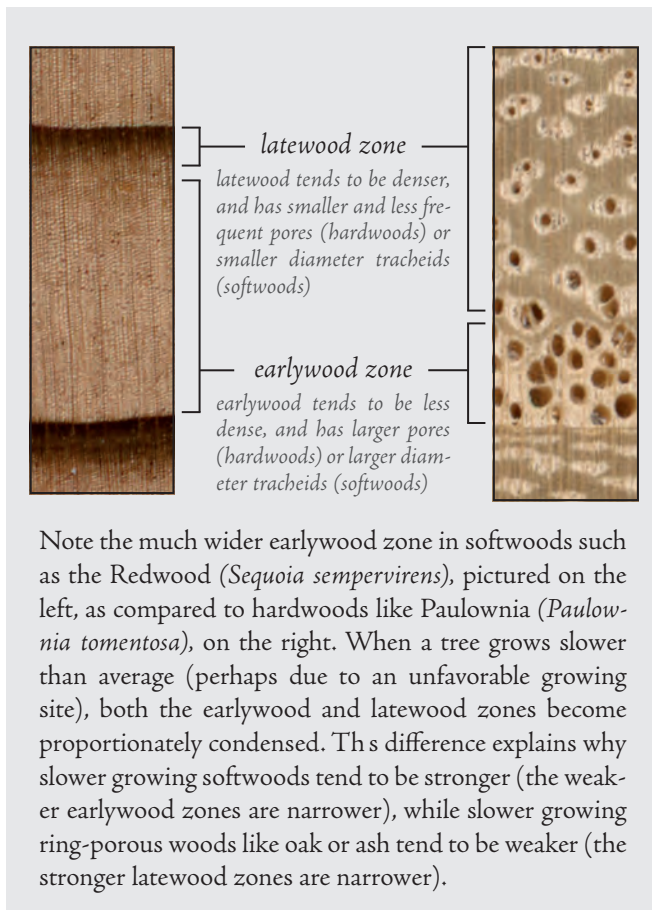 latewood zone
latewood tends to be denser,
and has smaller and less fre-
quent pores (hardwoods) or
smaller diameter tracheids
(softwoods)
earlywood zone
earlywood tends to be less
dense, and has larger pores
(hardwoods) or larger diam-
eter tracheids (softwoods)
Note the much wider earlywood zone in softwoods such
as the Redwood (Sequoia sempervirens), pictured on the
left, as compared to hardwoods like Paulownia (Paulow-
nia tomentosa), on the right. When a tree grows slower
than average (perhaps due to an unfavorable growing
site), both the earlywood and latewood zones become
proportionately condensed. Th s difference explains why
slower growing softwoods tend to be stronger (the weak-
er earlywood zones are narrower), while slower growing
ring-porous woods like oak or ash tend to be weaker (the
stronger latewood zones are narrower).